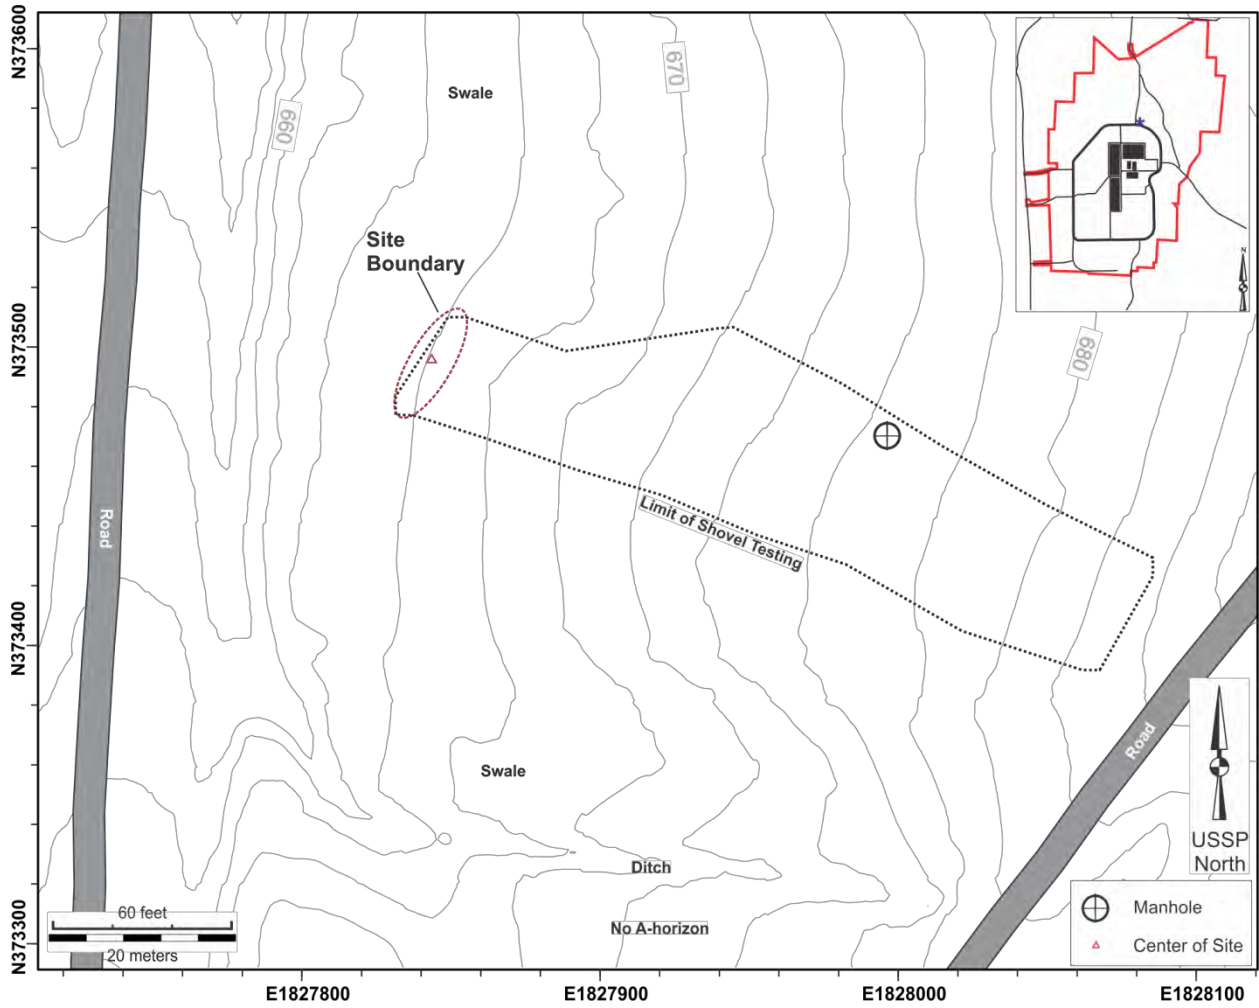 N373600
N373500
N373400
N373300
670
660
680
Swale
Site
Boundary
N
Road
Limit of Shovel Testing
Swale
Road
Ditch
No A-horizon
USSP
North
Manhole
Center of Site
60 feet
20 meters
E1827800
E1827900
E1828000
E1828100